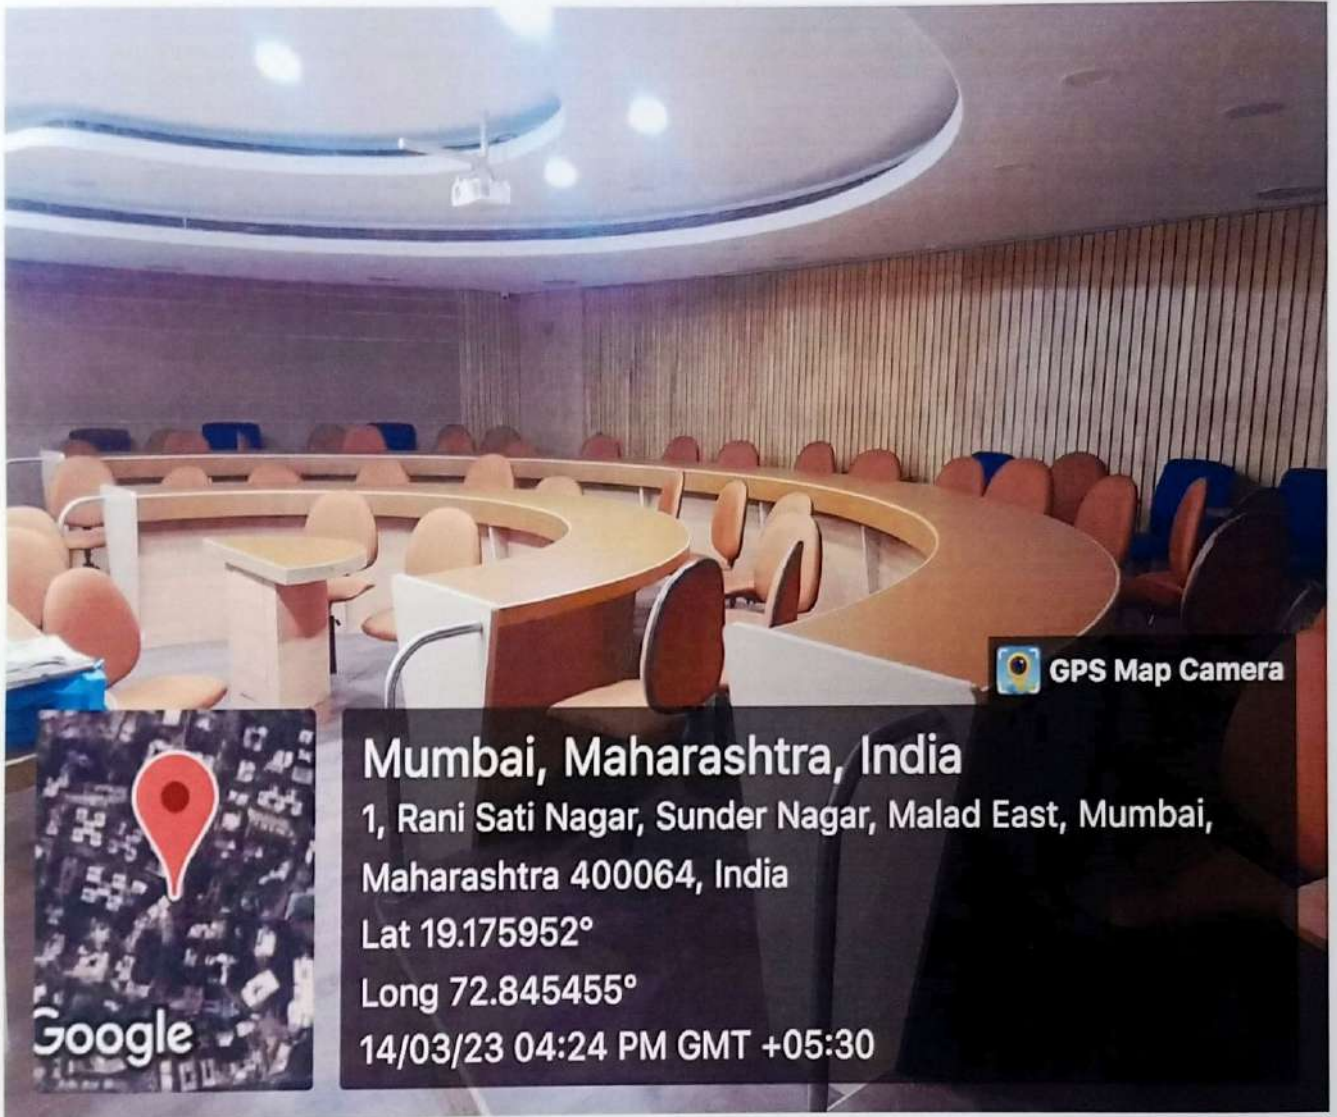 GPS Map Camera
Mumbai, Maharashtra, India
1, Rani Sati Nagar, Sunder Nagar, Malad East, Mumbai,
Maharashtra 400064, India
Lat 19.175952°
Long 72.845455°
14/03/23 04:24 PM GMT +05:30
Google